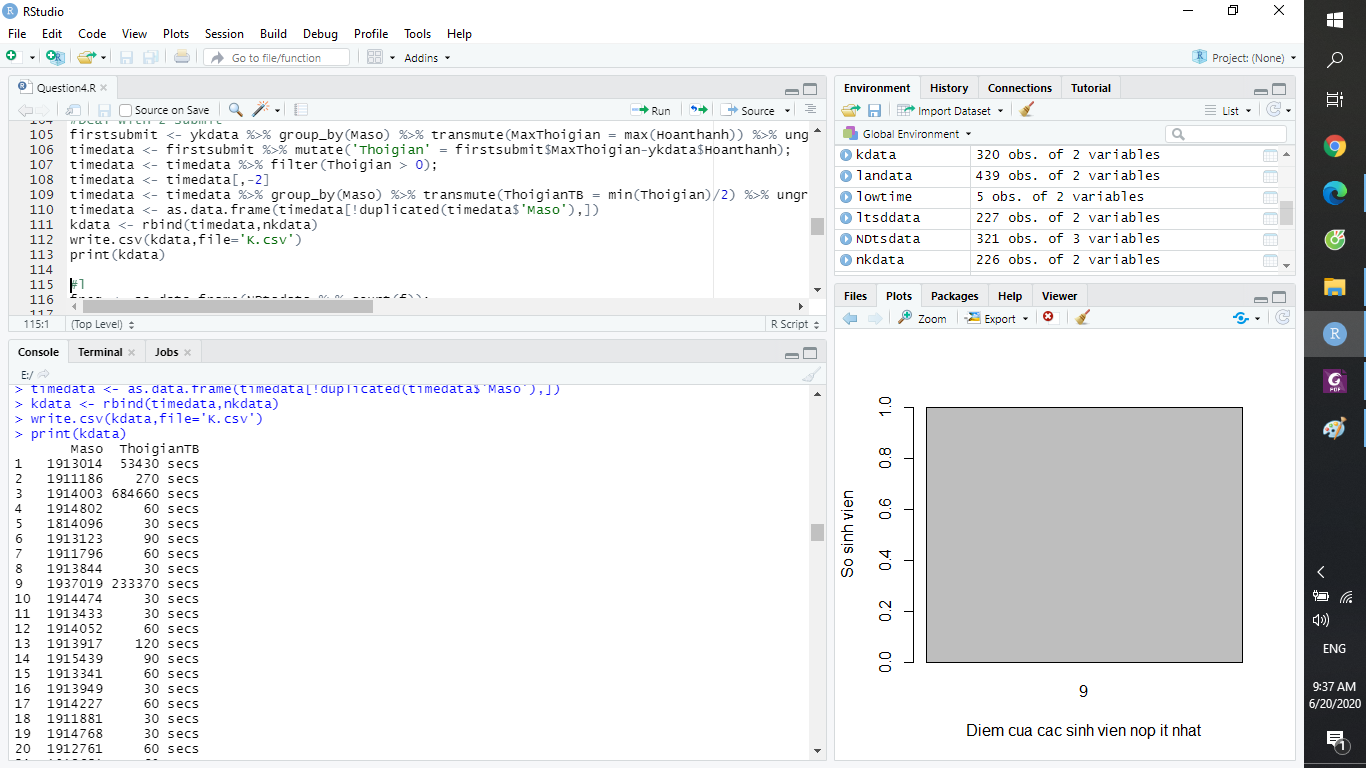 RStudio
File Edit Code View Plots Session Build Debug Profile Tools Help
Go to file/function
Addins
Project: (None)
Question4.R
Source on Save
Run
Source
105 firstsubmit <- ykdata %>% group_by(Maso) %>% transmute(MaxThoigian = max(Hoanthanh)) %>% ung
106 timedata <- firstsubmit %>% mutate('Thoigian' = firstsubmit$MaxThoigian-ykdata$Hoanthanh);
107 timedata <- timedata %>% filter(Thoigian > 0);
108 timedata <- timedata[,-2]
109 timedata <- timedata %>% group_by(Maso) %>% transmute(ThoigianTB = min(Thoigian)/2) %>% ungr
110 timedata <- as.data.frame(timedata[!duplicated(timedata$'Maso'),])
111 kdata <- rbind(timedata,nkdata)
112 write.csv(kdata,file='K.csv')
113 print(kdata)
114
115 #l
116
117
115:1 (Top Level) R Script
Console Terminal Jobs
E:/
> timedata <- as.data.frame(timedata[!duplicated(timedata$'Maso'),])
> kdata <- rbind(timedata,nkdata)
> write.csv(kdata,file='K.csv')
> print(kdata)
Maso ThoigianTB
1 1913014 53430 secs
2 1911186 270 secs
3 1914003 684660 secs
4 1914802 60 secs
5 1814096 30 secs
6 1913123 90 secs
7 1911796 60 secs
8 1913844 30 secs
9 1937019 233370 secs
10 1914474 30 secs
11 1913433 30 secs
12 1914052 60 secs
13 1913917 120 secs
14 1915439 90 secs
15 1913341 60 secs
16 1913949 30 secs
17 1914227 60 secs
18 1911881 30 secs
19 1914768 30 secs
20 1912761 60 secs
Environment History Connections Tutorial
Import Dataset
List
Global Environment
kdata 320 obs. of 2 variables
landata 439 obs. of 2 variables
lowtime 5 obs. of 2 variables
ltsddata 227 obs. of 2 variables
NDtsdata 321 obs. of 3 variables
nkdata 226 obs. of 2 variables
Files Plots Packages Help Viewer
Zoom Export
So sinh vien
1.0
0.8
0.6
0.4
0.2
0.0
9
Diem cua cac sinh vien nop it nhat
R
PDF
ENG
9:37 AM
6/20/2020
1